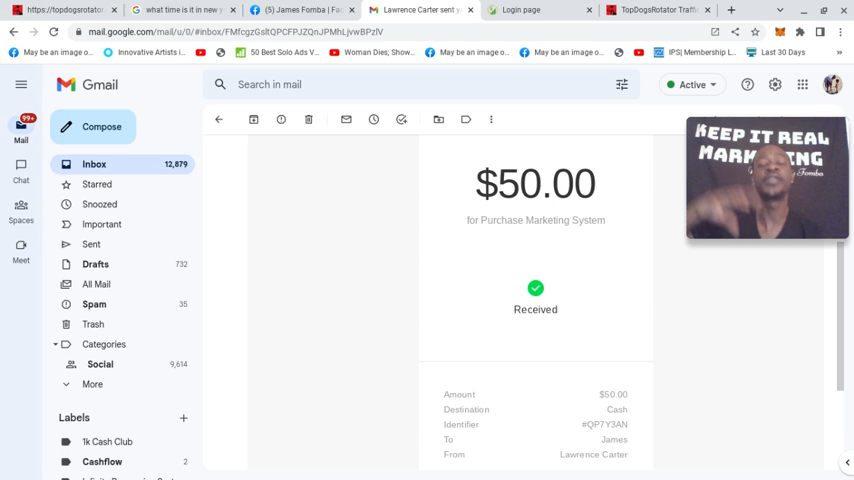 https://topdogsrotator.
what time is it in new y
(5) James Fomba | Fac
Lawrence Carter sent y
Login page
TopDogsRotator Traffi
mail.google.com/mail/u/0/#inbox/
May be an image o...
Innovative Artists i...
50 Best Solo Ads V...
Woman Dies; Show...
May be an image o...
May be an image o...
IPS| Membership L...
Last 30 Days
»
Gmail
Search in mail
Active
99+
Mail
Chat
Spaces
Meet
Compose
Inbox 12,879
Starred
Snoozed
Important
Sent
Drafts 732
All Mail
Spam 35
Trash
Categories
Social 9,614
More
Labels
1k Cash Club
Cashflow 2
$50.00
for Purchase Marketing System
Received
Amount $50.00
Destination Cash
Identifier #QP7Y3AN
To James
From Lawrence Carter
KEEP IT REAL
Fomba